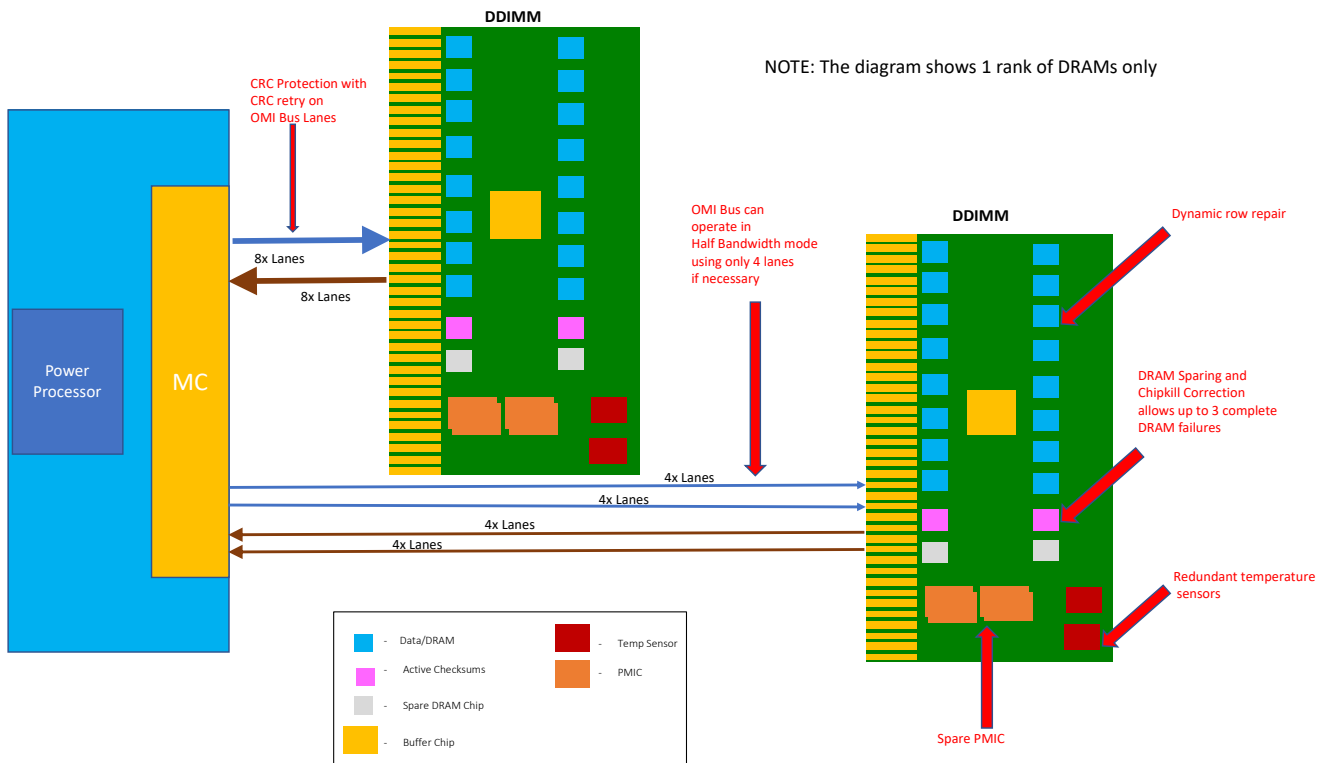 DDIMM
NOTE: The diagram shows 1 rank of DRAMs only
CRC Protection with
CRC retry on
OMI Bus Lanes
8x Lanes
8x Lanes
Power
Processor
MC
OMI Bus can
operate in
Half Bandwidth mode
using only 4 lanes
if necessary
DDIMM
Dynamic row repair
DRAM Sparing and
Chipkill Correction
allows up to 3 complete
DRAM failures
4x Lanes
4x Lanes
4x Lanes
4x Lanes
Redundant temperature
sensors
Spare PMIC
- Data/DRAM
- Active Checksums
- Spare DRAM Chip
- Buffer Chip
- Temp Sensor
- PMIC